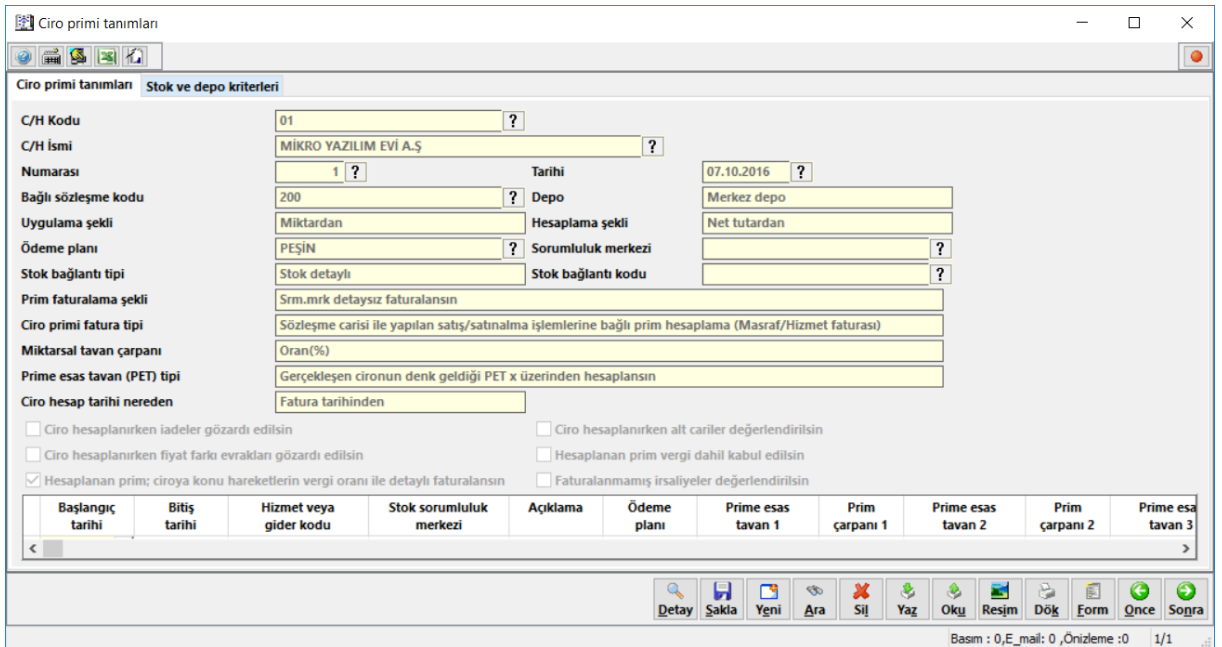 Ciro primi tanımları
Ciro primi tanımları Stok ve depo kriterleri
C/H Kodu 01 ?
C/H İsmi MİKRO YAZILIM EVİ A.Ş ?
Numarası 1 ? Tarihi 07.10.2016 ?
Bağlı sözleşme kodu 200 ? Depo Merkez depo
Uygulama şekli Miktardan Hesaplama şekli Net tutardan
Ödeme planı PEŞİN ? Sorumluluk merkezi ?
Stok bağlantı tipi Stok detaylı Stok bağlantı kodu ?
Prim faturalama şekli Srm.mrk detaysız faturalansın
Ciro primi fatura tipi Sözleşme carisi ile yapılan satış/satınalma işlemlerine bağlı prim hesaplama (Masraf/Hizmet faturası)
Miktarsal tavan çarpanı Oran(%)
Prime esas tavan (PET) tipi Gerçekleşen cironun denk geldiği PET x üzerinden hesaplansın
Ciro hesap tarihi nereden Fatura tarihinden
Ciro hesaplanırken iadeler gözardı edilsin Ciro hesaplanırken alt cariler değerlendirilsin
Ciro hesaplanırken fiyat farkı evrakları gözardı edilsin Hesaplanan prim vergi dahil kabul edilsin
Hesaplanan prim; ciroya konu hareketlerin vergi oranı ile detaylı faturalansın Faturalanmamış irsaliyeler değerlendirilsin
Başlangıç Bitiş Hizmet veya Stok sorumluluk Açıklama Ödeme Prime esas Prim Prime esas Prim Prime esa
tarihi tarihi gider kodu merkezi planı tavan 1 çarpanı 1 tavan 2 çarpanı 2 tavan 3
Detay Sakla Yeni Ara Sil Yaz Oku Resim Dök Form Önce Sonra
Basım : 0,E_mail: 0 ,Önizleme :0 1/1